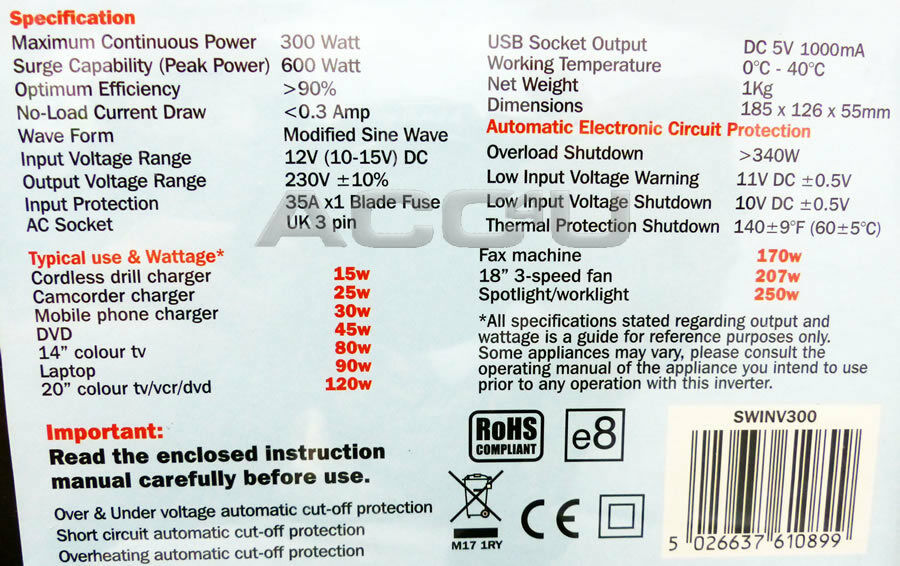 Specification
Maximum Continuous Power 300 Watt
Surge Capability (Peak Power) 600 Watt
Optimum Efficiency >90%
No-Load Current Draw <0.3 Amp
Wave Form Modified Sine Wave
Input Voltage Range 12V (10-15V) DC
Output Voltage Range 230V ±10%
Input Protection 35A x1 Blade Fuse
AC Socket UK 3 pin
USB Socket Output DC 5V 1000mA
Working Temperature 0°C - 40°C
Net Weight 1Kg
Dimensions 185 x 126 x 55mm
Automatic Electronic Circuit Protection
Overload Shutdown >340W
Low Input Voltage Warning 11V DC ±0.5V
Low Input Voltage Shutdown 10V DC ±0.5V
Thermal Protection Shutdown 140±9°F (60±5°C)
ACC4U
Typical use & Wattage*
Cordless drill charger 15w
Camcorder charger 25w
Mobile phone charger 30w
DVD 45w
14” colour tv 80w
Laptop 90w
20” colour tv/vcr/dvd 120w
Fax machine 170w
18” 3-speed fan 207w
Spotlight/worklight 250w
*All specifications stated regarding output and
wattage is a guide for reference purposes only.
Some appliances may vary, please consult the
operating manual of the appliance you intend to use
prior to any operation with this inverter.
Important:
Read the enclosed instruction
manual carefully before use.
Over & Under voltage automatic cut-off protection
Short circuit automatic cut-off protection
Overheating automatic cut-off protection
RoHS
COMPLIANT
e8
M17 1RY
CE
SWINV300
5 026637 610899